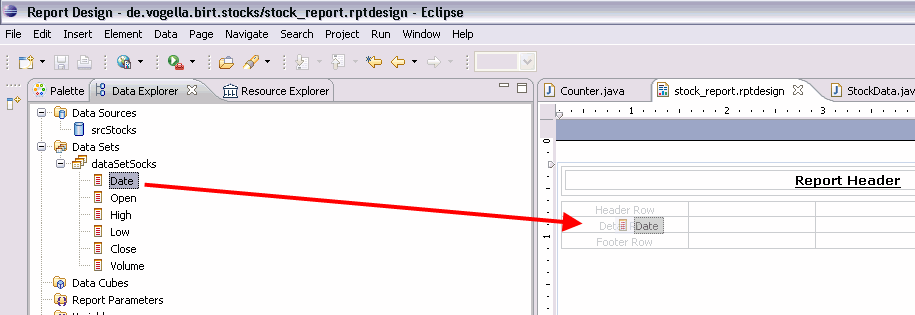 Report Design - de.vogella.birt.stocks/stock_report.rptdesign - Eclipse
File Edit Insert Element Data Page Navigate Search Project Run Window Help
Palette Data Explorer Resource Explorer
Data Sources
srcStocks
Data Sets
dataSetSocks
Date
Open
High
Low
Close
Volume
Data Cubes
Report Parameters
Counter.java stock_report.rptdesign StockData.jav
1 2 3
0
1
Report Header
Header Row
Det Date
Footer Row